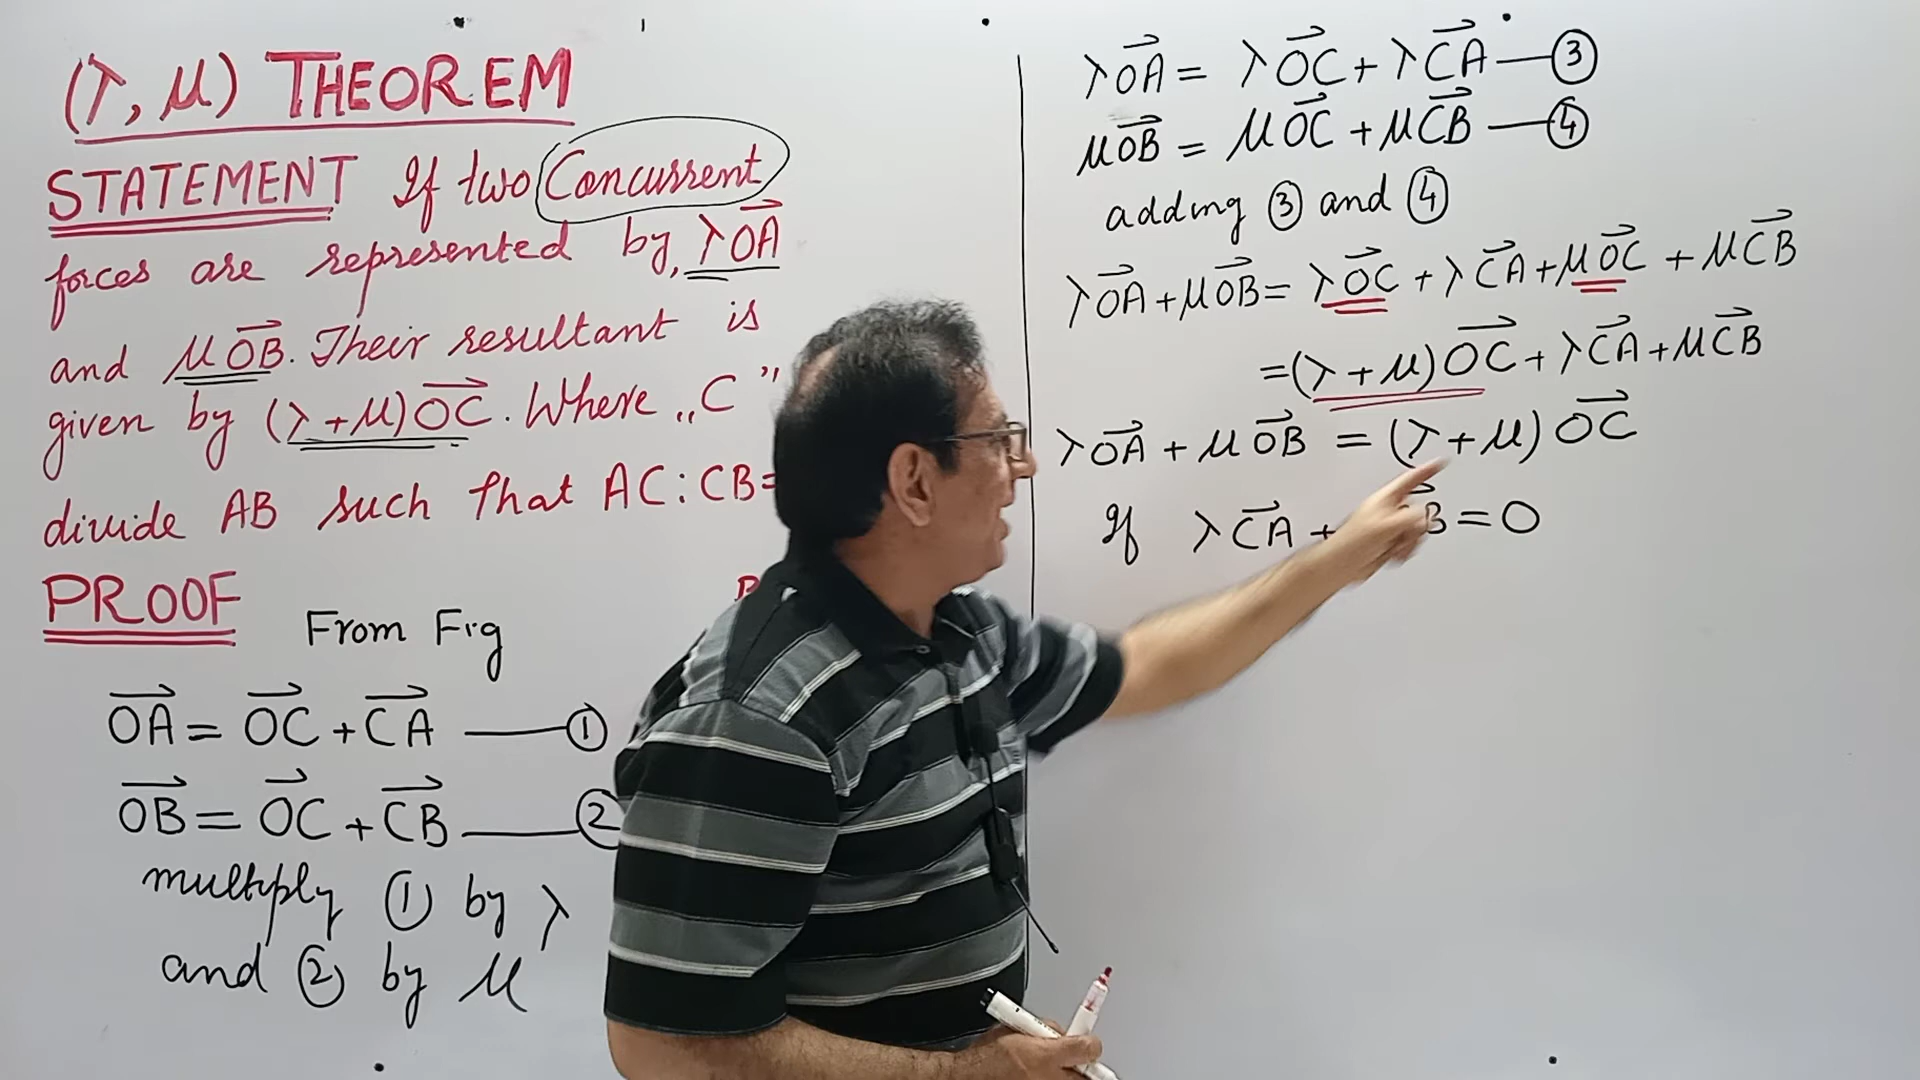 (λ, μ) THEOREM
STATEMENT If two Concurrent
forces are represented by, λOA⃗
and μOB⃗. Their resultant is
given by (λ+μ)OC⃗. Where „C”
divide AB such that AC:CB=
PROOF From Fig
OA⃗ = OC⃗ + CA⃗ —— ①
OB⃗ = OC⃗ + CB⃗ —— ②
multiply ① by λ
and ② by μ
λOA⃗ = λOC⃗ + λCA⃗ — ③
μOB⃗ = μOC⃗ + μCB⃗ — ④
adding ③ and ④
λOA⃗ + μOB⃗ = λOC⃗ + λCA⃗ + μOC⃗ + μCB⃗
= (λ+μ)OC⃗ + λCA⃗ + μCB⃗
λOA⃗ + μOB⃗ = (λ+μ)OC⃗
If λCA⃗ + B = 0